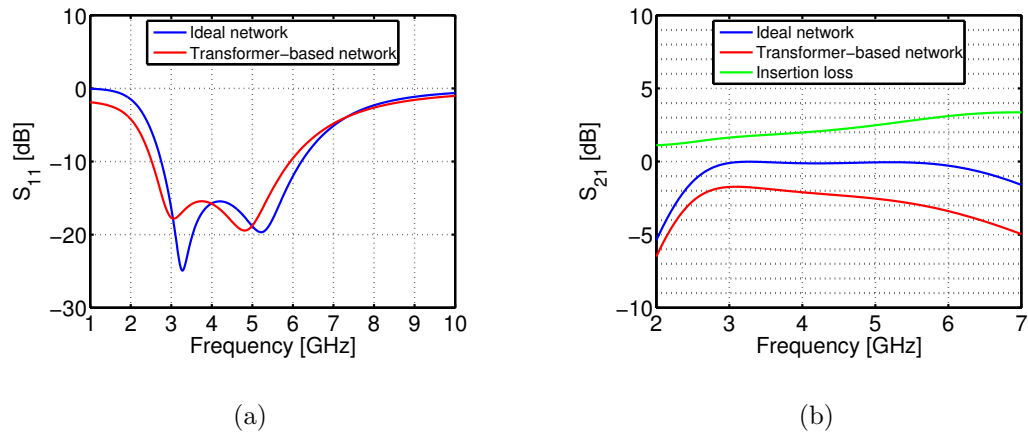 10
0
−10
−20
−30
S11 [dB]
1 2 3 4 5 6 7 8 9 10
Frequency [GHz]
Ideal network
Transformer−based network
(a)
10
5
0
−5
−10
S21 [dB]
2 3 4 5 6 7
Frequency [GHz]
Ideal network
Transformer−based network
Insertion loss
(b)